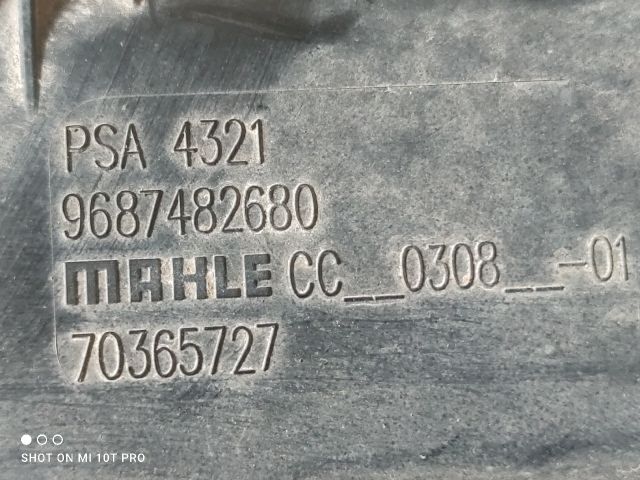 PSA 4321
9687482680
MAHLE CC__0308__-01
70365727
SHOT ON MI 10T PRO